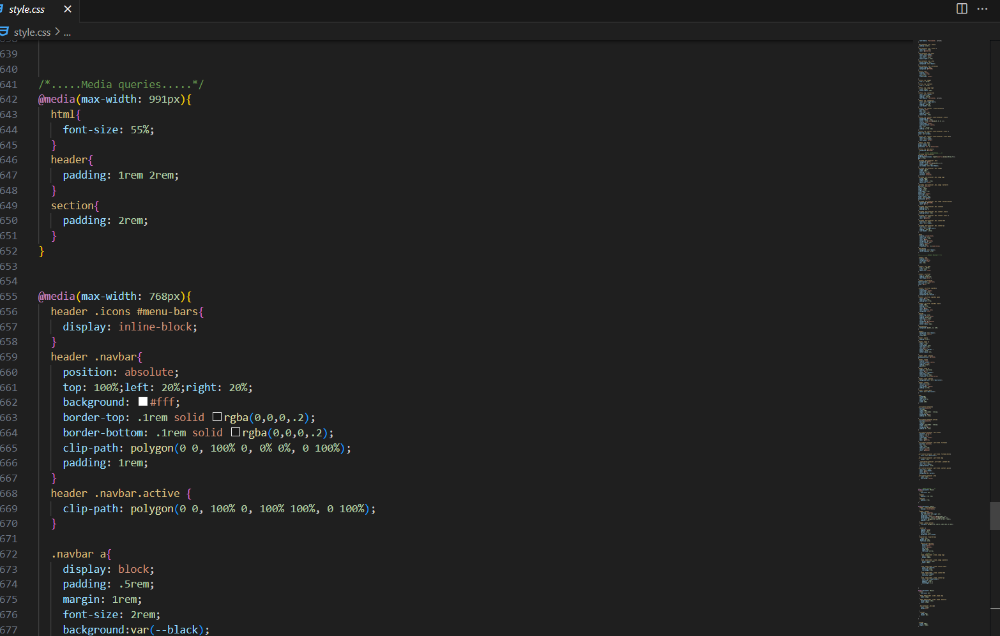 style.css
style.css > ...
639
640
641 /*.....Media queries.....*/
642 @media(max-width: 991px){
643 html{
644 font-size: 55%;
645 }
646 header{
647 padding: 1rem 2rem;
648 }
649 section{
650 padding: 2rem;
651 }
652 }
653
654
655 @media(max-width: 768px){
656 header .icons #menu-bars{
657 display: inline-block;
658 }
659 header .navbar{
660 position: absolute;
661 top: 100%;left: 20%;right: 20%;
662 background: #fff;
663 border-top: .1rem solid rgba(0,0,0,.2);
664 border-bottom: .1rem solid rgba(0,0,0,.2);
665 clip-path: polygon(0 0, 100% 0, 0% 0%, 0 100%);
666 padding: 1rem;
667 }
668 header .navbar.active {
669 clip-path: polygon(0 0, 100% 0, 100% 100%, 0 100%);
670 }
671
672 .navbar a{
673 display: block;
674 padding: .5rem;
675 margin: 1rem;
676 font-size: 2rem;
677 background:var(--black);